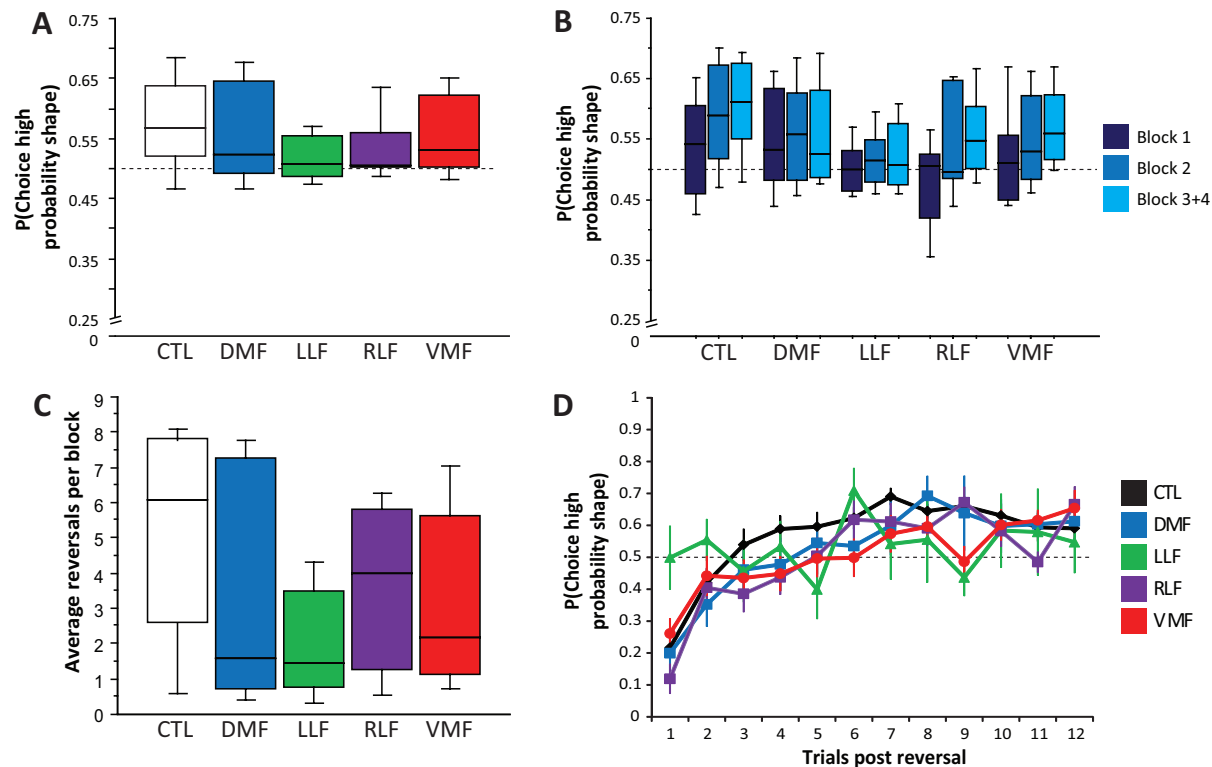 A
P(Choice high
probability shape)
0.75
0.65
0.55
0.45
0.35
0.25
0
CTL DMF LLF RLF VMF
B
P(Choice high
probability shape)
0.75
0.65
0.55
0.45
0.35
0.25
0
CTL DMF LLF RLF VMF
Block 1
Block 2
Block 3+4
C
Average reversals per block
9
8
7
6
5
4
3
2
1
0
CTL DMF LLF RLF VMF
D
P(Choice high
probability shape)
1
0.9
0.8
0.7
0.6
0.5
0.4
0.3
0.2
0.1
0
1 2 3 4 5 6 7 8 9 10 11 12
Trials post reversal
CTL
DMF
LLF
RLF
VMF